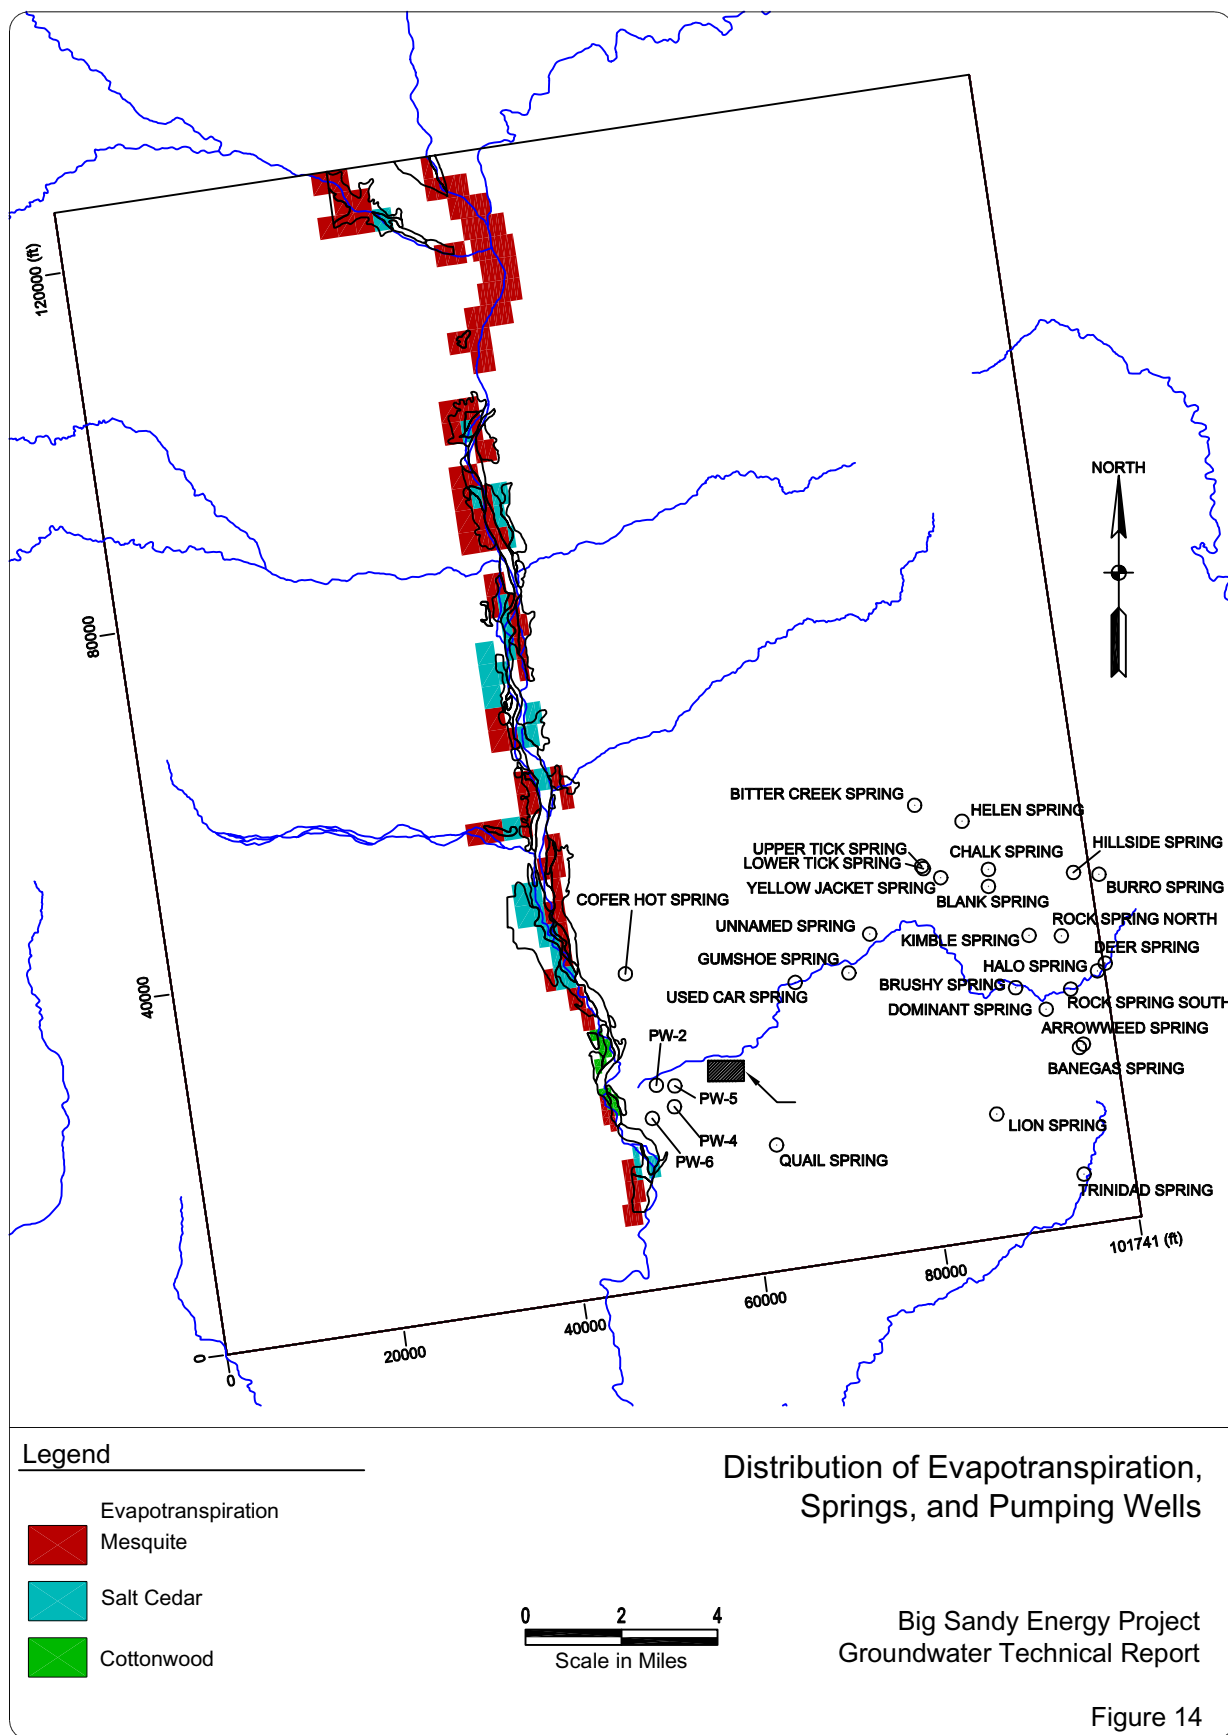 120000 (ft)
NORTH
80000
BITTER CREEK SPRING
HELEN SPRING
UPPER TICK SPRING
CHALK SPRING
HILLSIDE SPRING
LOWER TICK SPRING
YELLOW JACKET SPRING
BURRO SPRING
COFER HOT SPRING
BLANK SPRING
UNNAMED SPRING
ROCK SPRING NORTH
KIMBLE SPRING
DEER SPRING
GUMSHOE SPRING
HALO SPRING
BRUSHY SPRING
USED CAR SPRING
ROCK SPRING SOUTH
DOMINANT SPRING
40000
ARROWWEED SPRING
PW-2
BANEGAS SPRING
PW-5
LION SPRING
PW-4
PW-6
QUAIL SPRING
TRINIDAD SPRING
101741 (ft)
80000
60000
40000
20000
0
0
Legend
Distribution of Evapotranspiration,
Springs, and Pumping Wells
Evapotranspiration
Mesquite
Salt Cedar
Cottonwood
0 2 4
Scale in Miles
Big Sandy Energy Project
Groundwater Technical Report
Figure 14